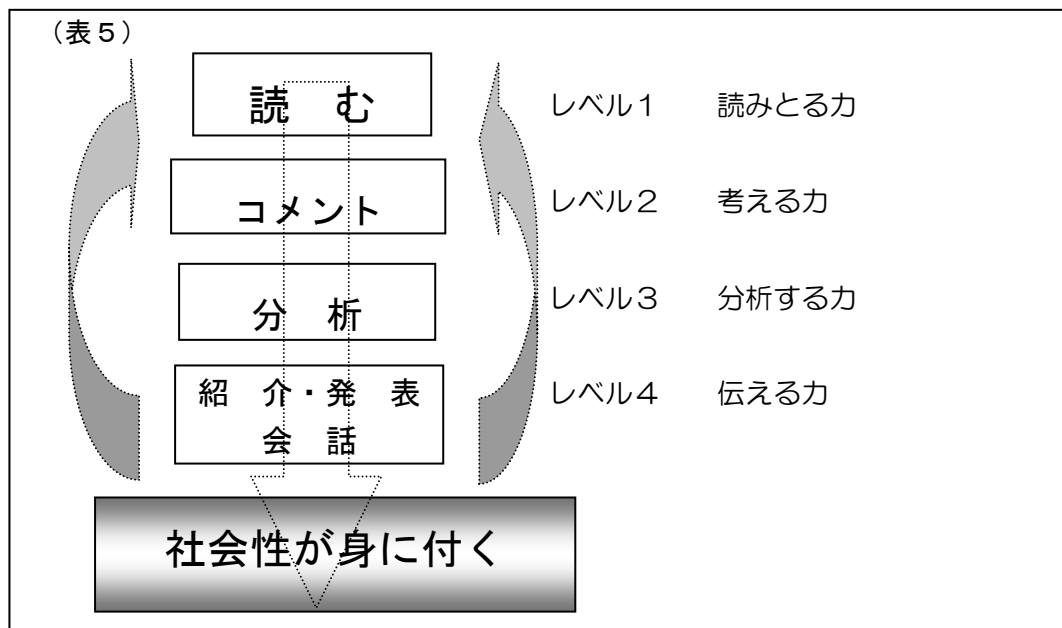 （表５）
読　む
レベル１　読みとる力
コメント
レベル２　考える力
分　析
レベル３　分析する力
紹　介・発　表
会　話
レベル４　伝える力
社会性が身に付く